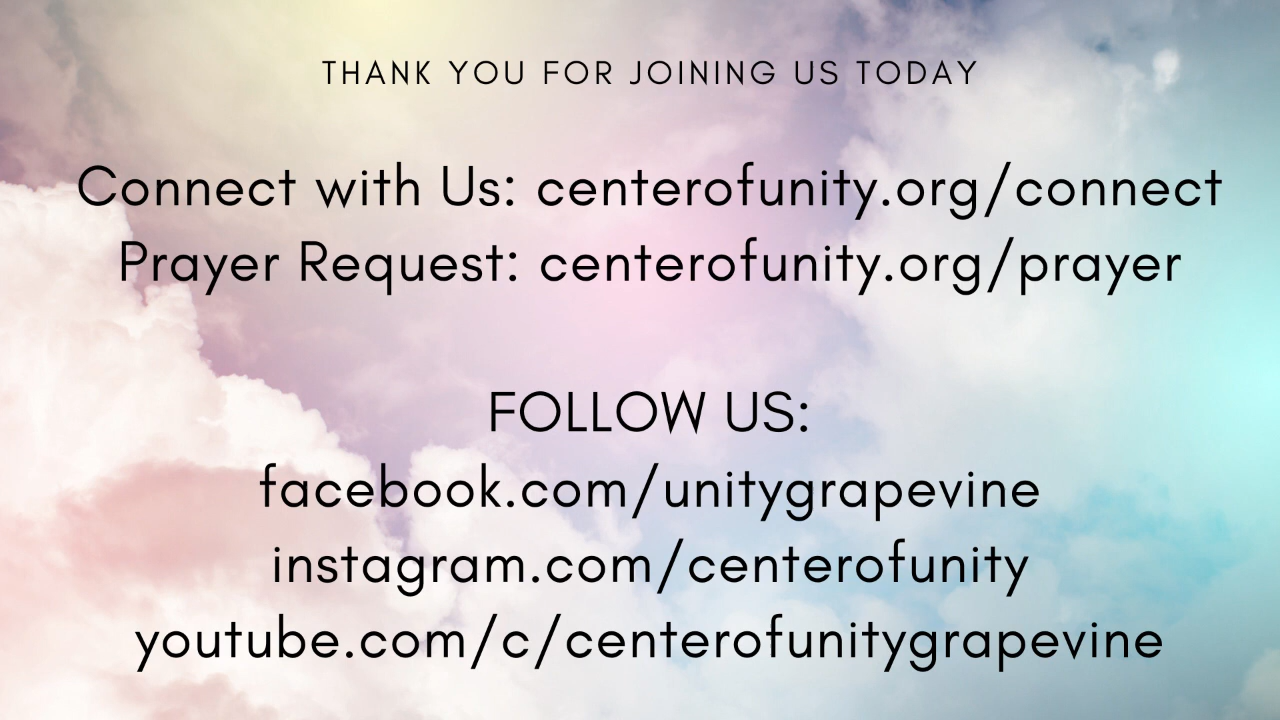 THANK YOU FOR JOINING US TODAY
Connect with Us: centerofunity.org/connect
Prayer Request: centerofunity.org/prayer
FOLLOW US:
facebook.com/unitygrapevine
instagram.com/centerofunity
youtube.com/c/centerofunitygrapevine